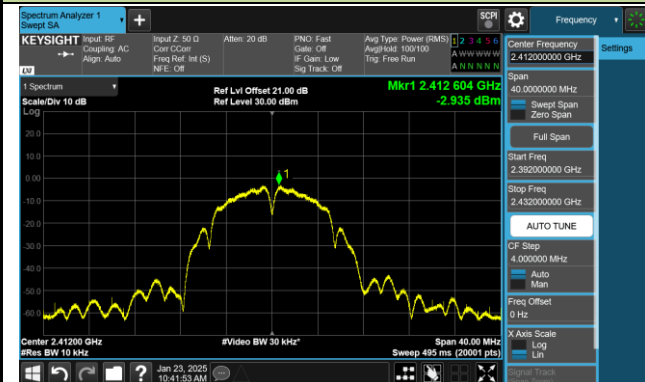 Spectrum Analyzer 1
Swept SA
+
SCPI
Frequency
KEYSIGHT
Input: RF
Coupling: AC
Align: Auto
Input Z: 50 Ω
Corr CCorr
Freq Ref: Int (S)
NFE: Off
Atten: 20 dB
PNO: Fast
Gate: Off
IF Gain: Low
Sig Track: Off
Avg Type: Power (RMS)
Avg|Hold: 100/100
Trig: Free Run
1 2 3 4 5 6
A W W W W W
A N N N N N
LXI
1 Spectrum
Scale/Div 10 dB
Log
Ref Lvl Offset 21.00 dB
Ref Level 30.00 dBm
Mkr1 2.412 604 GHz
-2.935 dBm
20.0
10.0
0.00
-10.0
-20.0
-30.0
-40.0
-50.0
-60.0
1
Center 2.41200 GHz
#Res BW 10 kHz
#Video BW 30 kHz*
Span 40.00 MHz
Sweep 495 ms (20001 pts)
Center Frequency
2.412000000 GHz
Settings
Span
40.0000000 MHz
Swept Span
Zero Span
Full Span
Start Freq
2.392000000 GHz
Stop Freq
2.432000000 GHz
AUTO TUNE
CF Step
4.000000 MHz
Auto
Man
Freq Offset
0 Hz
X Axis Scale
Log
Lin
Signal Track
?
Jan 23, 2025
10:41:53 AM